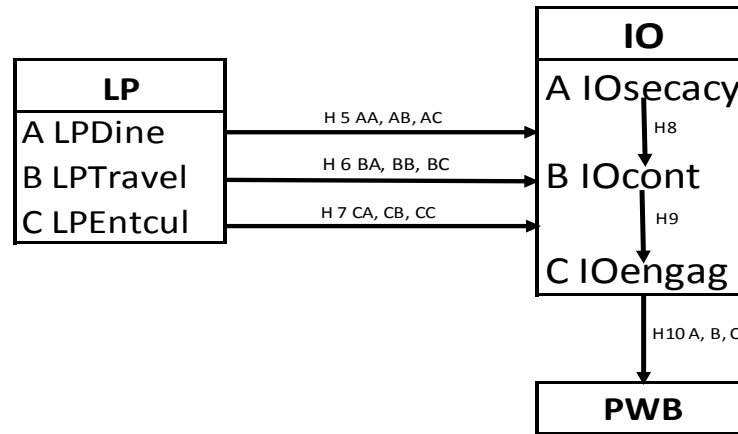 LP
A LPDine
B LPTravel
C LPEntcul
H 5 AA, AB, AC
H 6 BA, BB, BC
H 7 CA, CB, CC
IO
A IOsecacy
H8
B IOcont
H9
C IOengag
H10 A, B, C
PWB